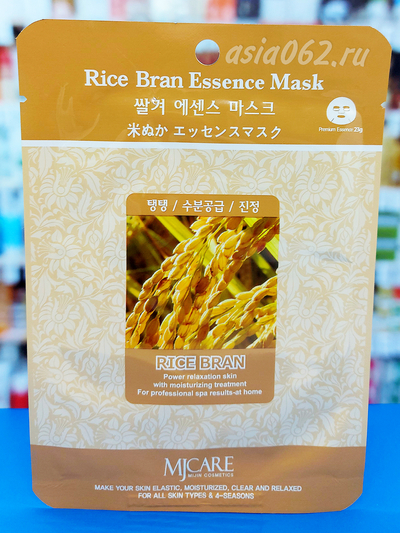 asia062.ru
Rice Bran Essence Mask
쌀겨 에센스 마스크
米ぬか エッセンスマスク
Premium Essence 23g
탱탱 / 수분공급 / 진정
RICE BRAN
Power relaxation skin
with moisturizing treatment
For professional spa results-at home
MJCARE
MIJIN COSMETICS
MAKE YOUR SKIN ELASTIC, MOISTURIZED, CLEAR AND RELAXED
FOR ALL SKIN TYPES & 4-SEASONS